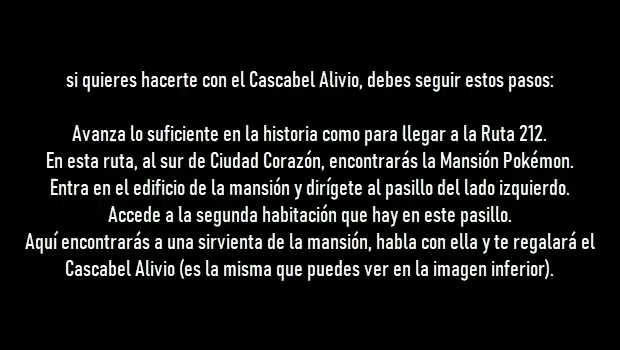 si quieres hacerte con el Cascabel Alivio, debes seguir estos pasos:
Avanza lo suficiente en la historia como para llegar a la Ruta 212.
En esta ruta, al sur de Ciudad Corazón, encontrarás la Mansión Pokémon.
Entra en el edificio de la mansión y dirígete al pasillo del lado izquierdo.
Accede a la segunda habitación que hay en este pasillo.
Aquí encontrarás a una sirvienta de la mansión, habla con ella y te regalará el
Cascabel Alivio (es la misma que puedes ver en la imagen inferior).